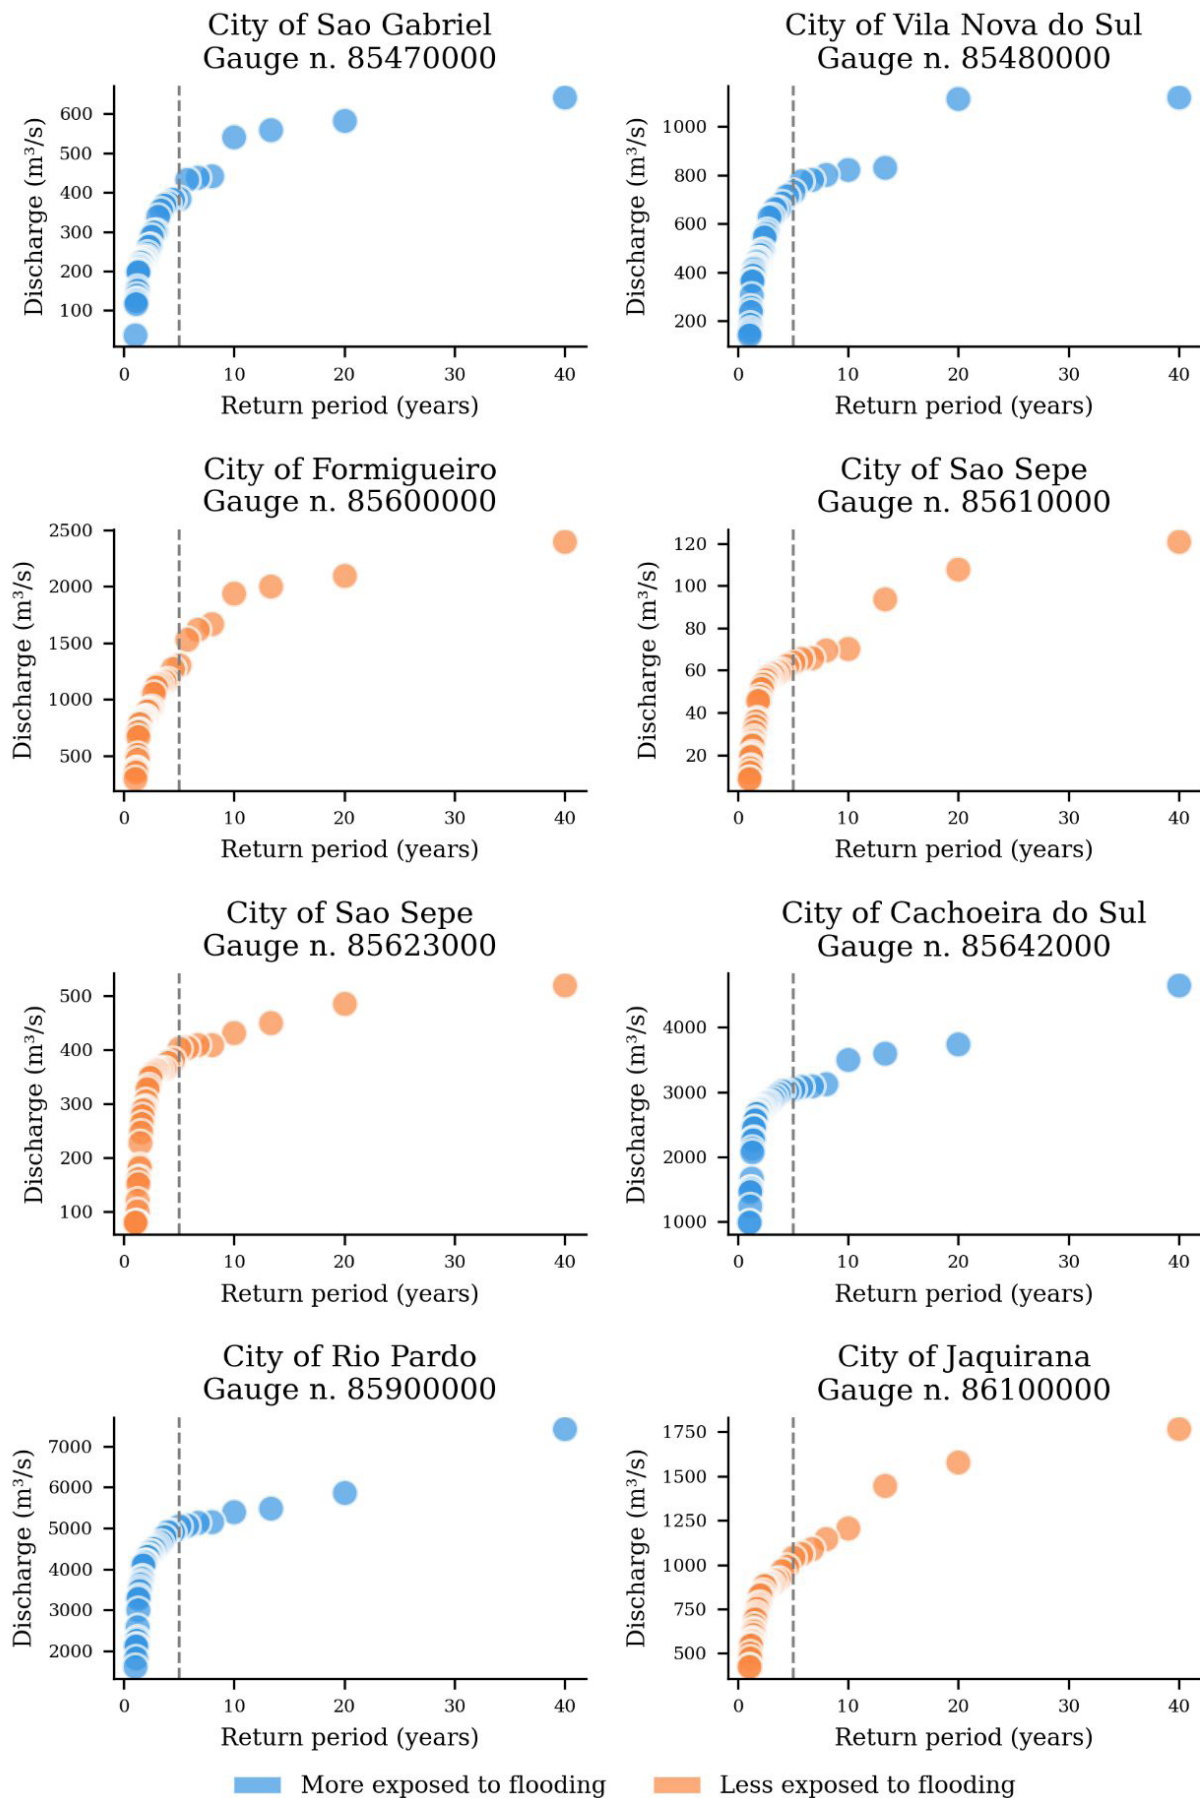 City of Sao Gabriel
Gauge n. 85470000
Discharge (m³/s)
600
500
400
300
200
100
0 10 20 30 40
Return period (years)
City of Vila Nova do Sul
Gauge n. 85480000
Discharge (m³/s)
1000
800
600
400
200
0 10 20 30 40
Return period (years)
City of Formigueiro
Gauge n. 85600000
Discharge (m³/s)
2500
2000
1500
1000
500
0 10 20 30 40
Return period (years)
City of Sao Sepe
Gauge n. 85610000
Discharge (m³/s)
120
100
80
60
40
20
0 10 20 30 40
Return period (years)
City of Sao Sepe
Gauge n. 85623000
Discharge (m³/s)
500
400
300
200
100
0 10 20 30 40
Return period (years)
City of Cachoeira do Sul
Gauge n. 85642000
Discharge (m³/s)
4000
3000
2000
1000
0 10 20 30 40
Return period (years)
City of Rio Pardo
Gauge n. 85900000
Discharge (m³/s)
7000
6000
5000
4000
3000
2000
0 10 20 30 40
Return period (years)
City of Jaquirana
Gauge n. 86100000
Discharge (m³/s)
1750
1500
1250
1000
750
500
0 10 20 30 40
Return period (years)
More exposed to flooding
Less exposed to flooding